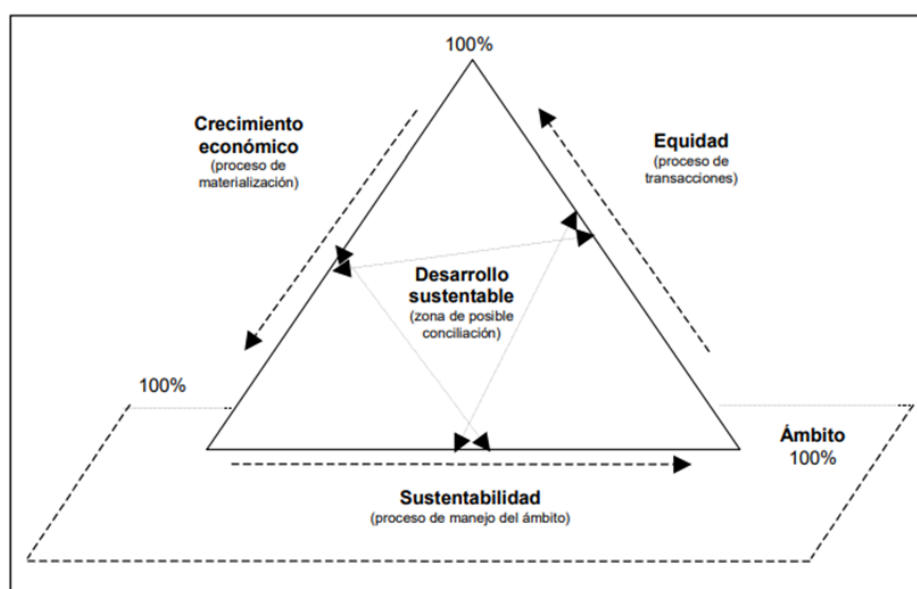 100%
Crecimiento
económico
(proceso de
materialización)
Equidad
(proceso de
transacciones)
Desarrollo
sustentable
(zona de posible
conciliación)
100%
Ámbito
100%
Sustentabilidad
(proceso de manejo del ámbito)